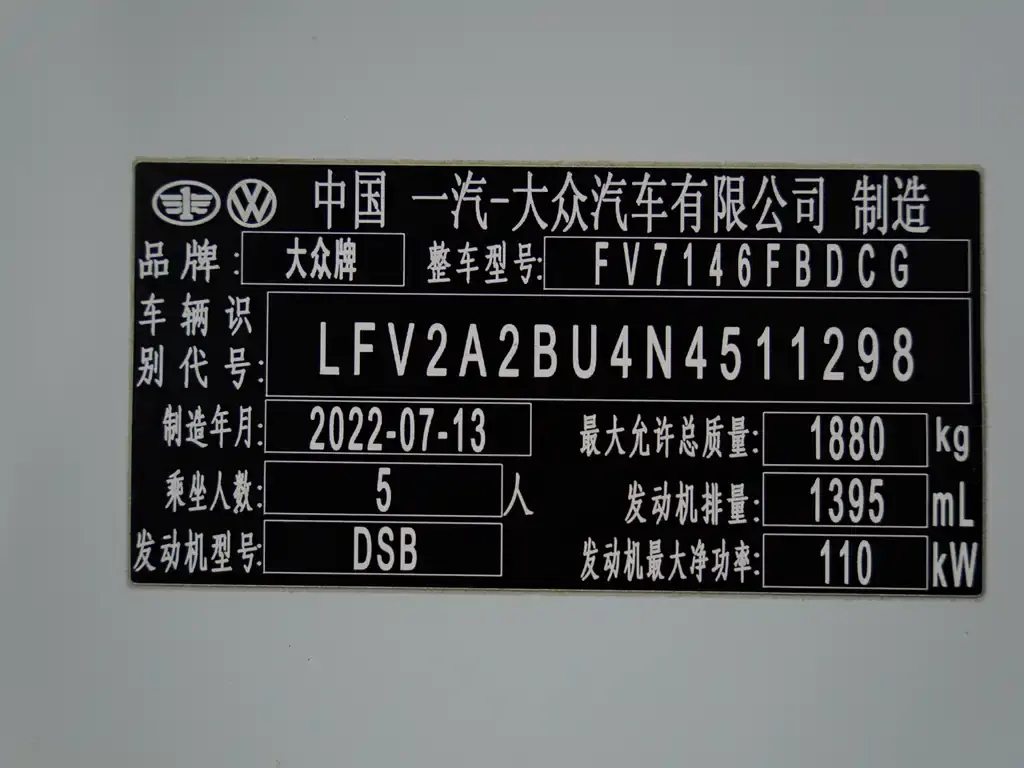 中国 一汽-大众汽车有限公司 制造
品牌: 大众牌 整车型号: FV7146FBDCG
车辆识别代号: LFV2A2BU4N4511298
制造年月: 2022-07-13 最大允许总质量: 1880 kg
乘坐人数: 5 人 发动机排量: 1395 mL
发动机型号: DSB 发动机最大净功率: 110 kW